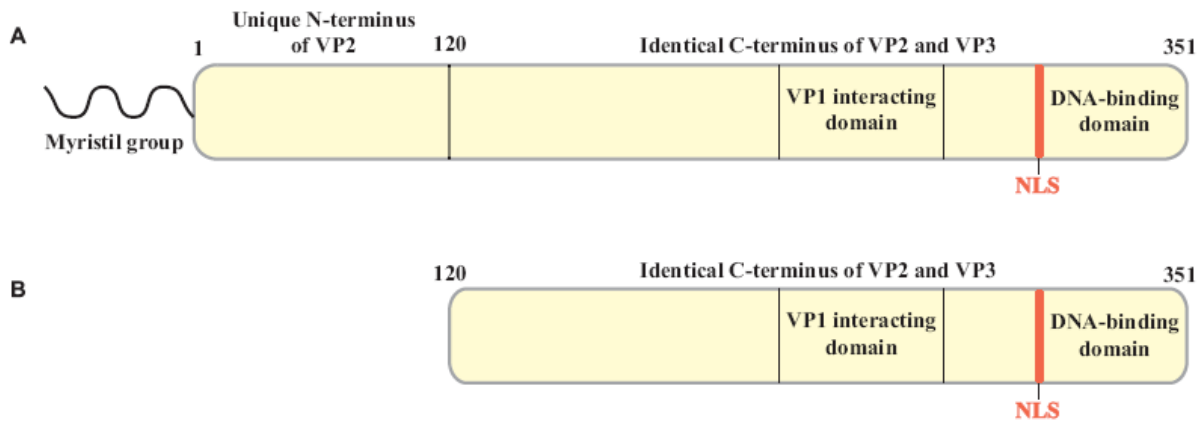 A
Unique N-terminus
of VP2
1
120
Identical C-terminus of VP2 and VP3
351
VP1 interacting
domain
DNA-binding
domain
Myristil group
NLS
B
120
Identical C-terminus of VP2 and VP3
351
VP1 interacting
domain
DNA-binding
domain
NLS